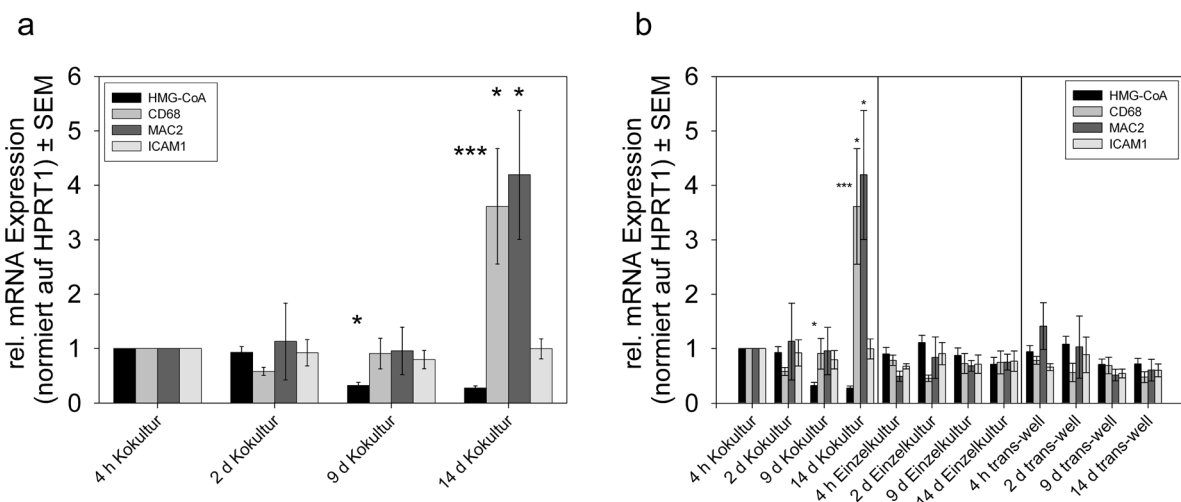 a
rel. mRNA Expression
(normiert auf HPRT1) ± SEM
6
5
4
3
2
1
0
HMG-CoA
CD68
MAC2
ICAM1
*
***
*
*
4 h Kokultur
2 d Kokultur
9 d Kokultur
14 d Kokultur
b
rel. mRNA Expression
(normiert auf HPRT1) ± SEM
6
5
4
3
2
1
0
*
***
*
*
HMG-CoA
CD68
MAC2
ICAM1
4 h Kokultur
2 d Kokultur
9 d Kokultur
14 d Kokultur
4 h Einzelkultur
2 d Einzelkultur
9 d Einzelkultur
14 d Einzelkultur
4 h trans-well
2 d trans-well
9 d trans-well
14 d trans-well